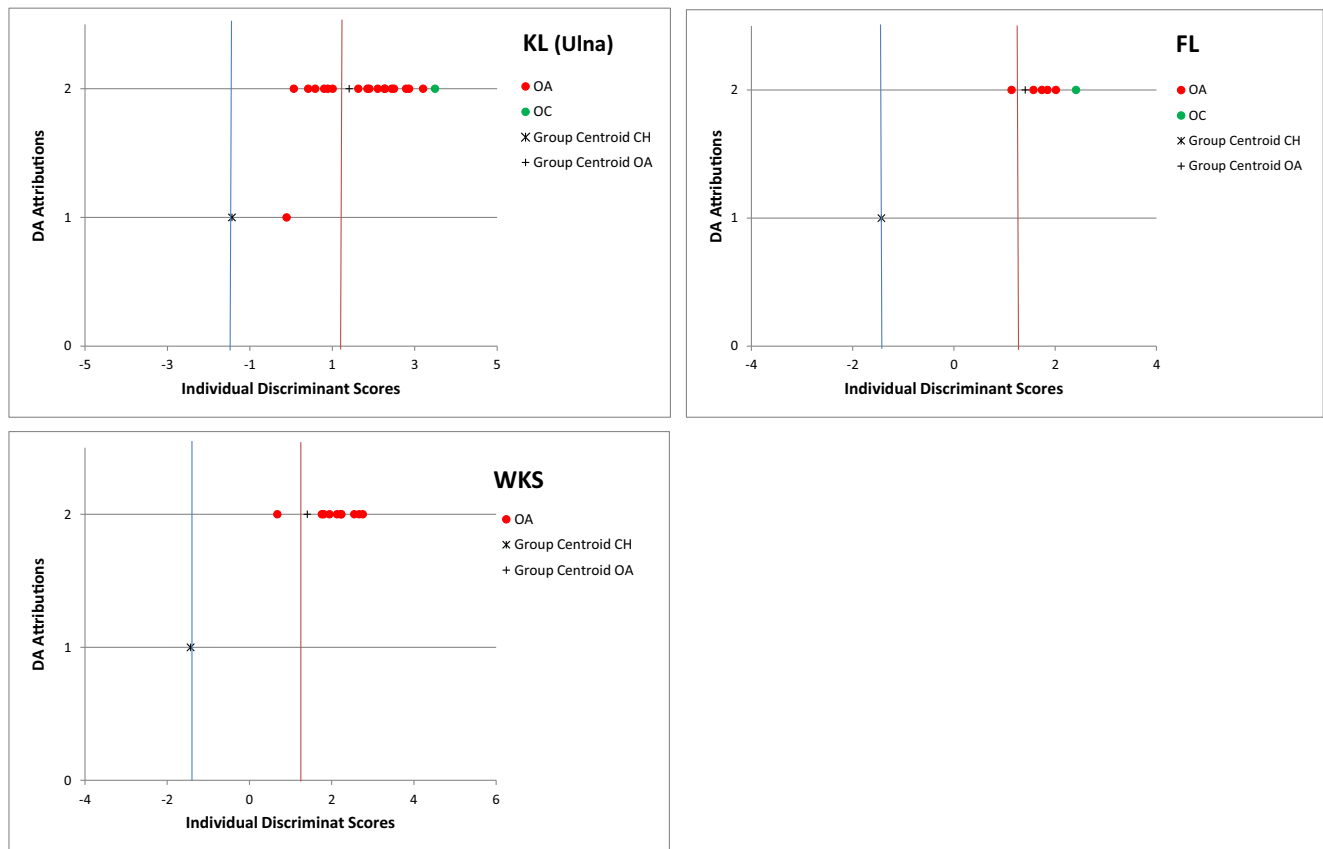 KL (Ulna)
OA
OC
Group Centroid CH
Group Centroid OA
DA Attributions
2
1
0
-5
-3
-1
1
3
5
Individual Discriminant Scores
FL
OA
OC
Group Centroid CH
Group Centroid OA
DA Attributions
2
1
0
-4
-2
0
2
4
Individual Discriminant Scores
WKS
OA
Group Centroid CH
Group Centroid OA
DA Attributions
2
1
0
-4
-2
0
2
4
6
Individual Discriminat Scores